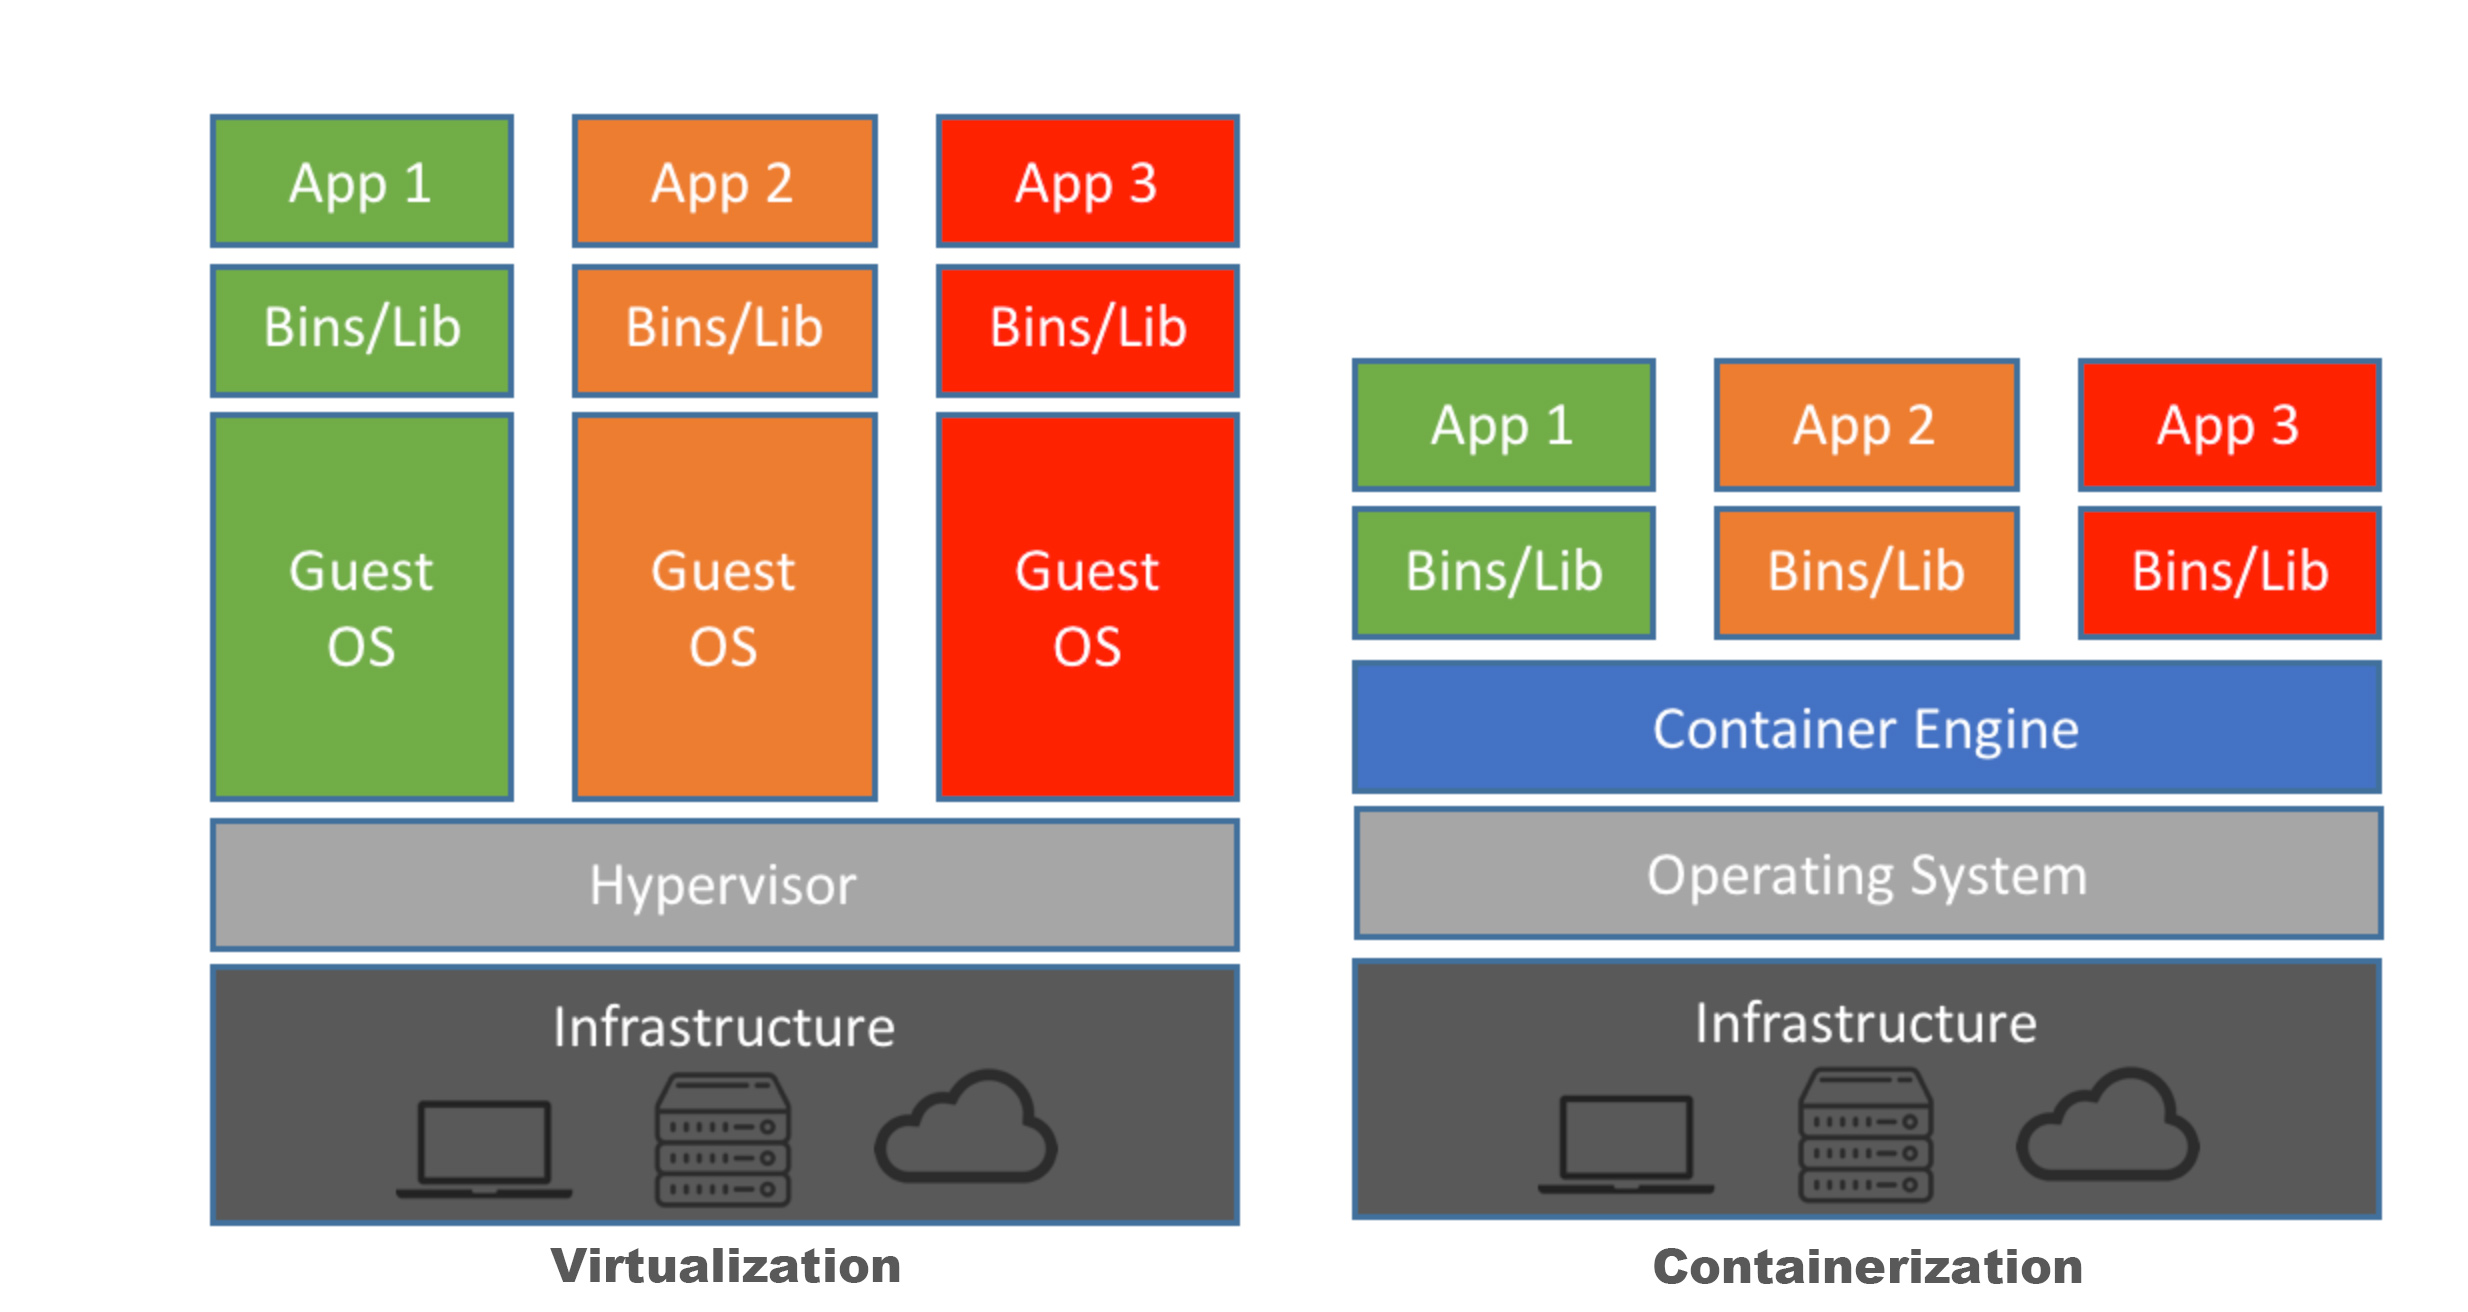 App 1
App 2
App 3
Bins/Lib
Bins/Lib
Bins/Lib
Guest
OS
Guest
OS
Guest
OS
Hypervisor
Infrastructure
Virtualization
App 1
App 2
App 3
Bins/Lib
Bins/Lib
Bins/Lib
Container Engine
Operating System
Infrastructure
Containerization